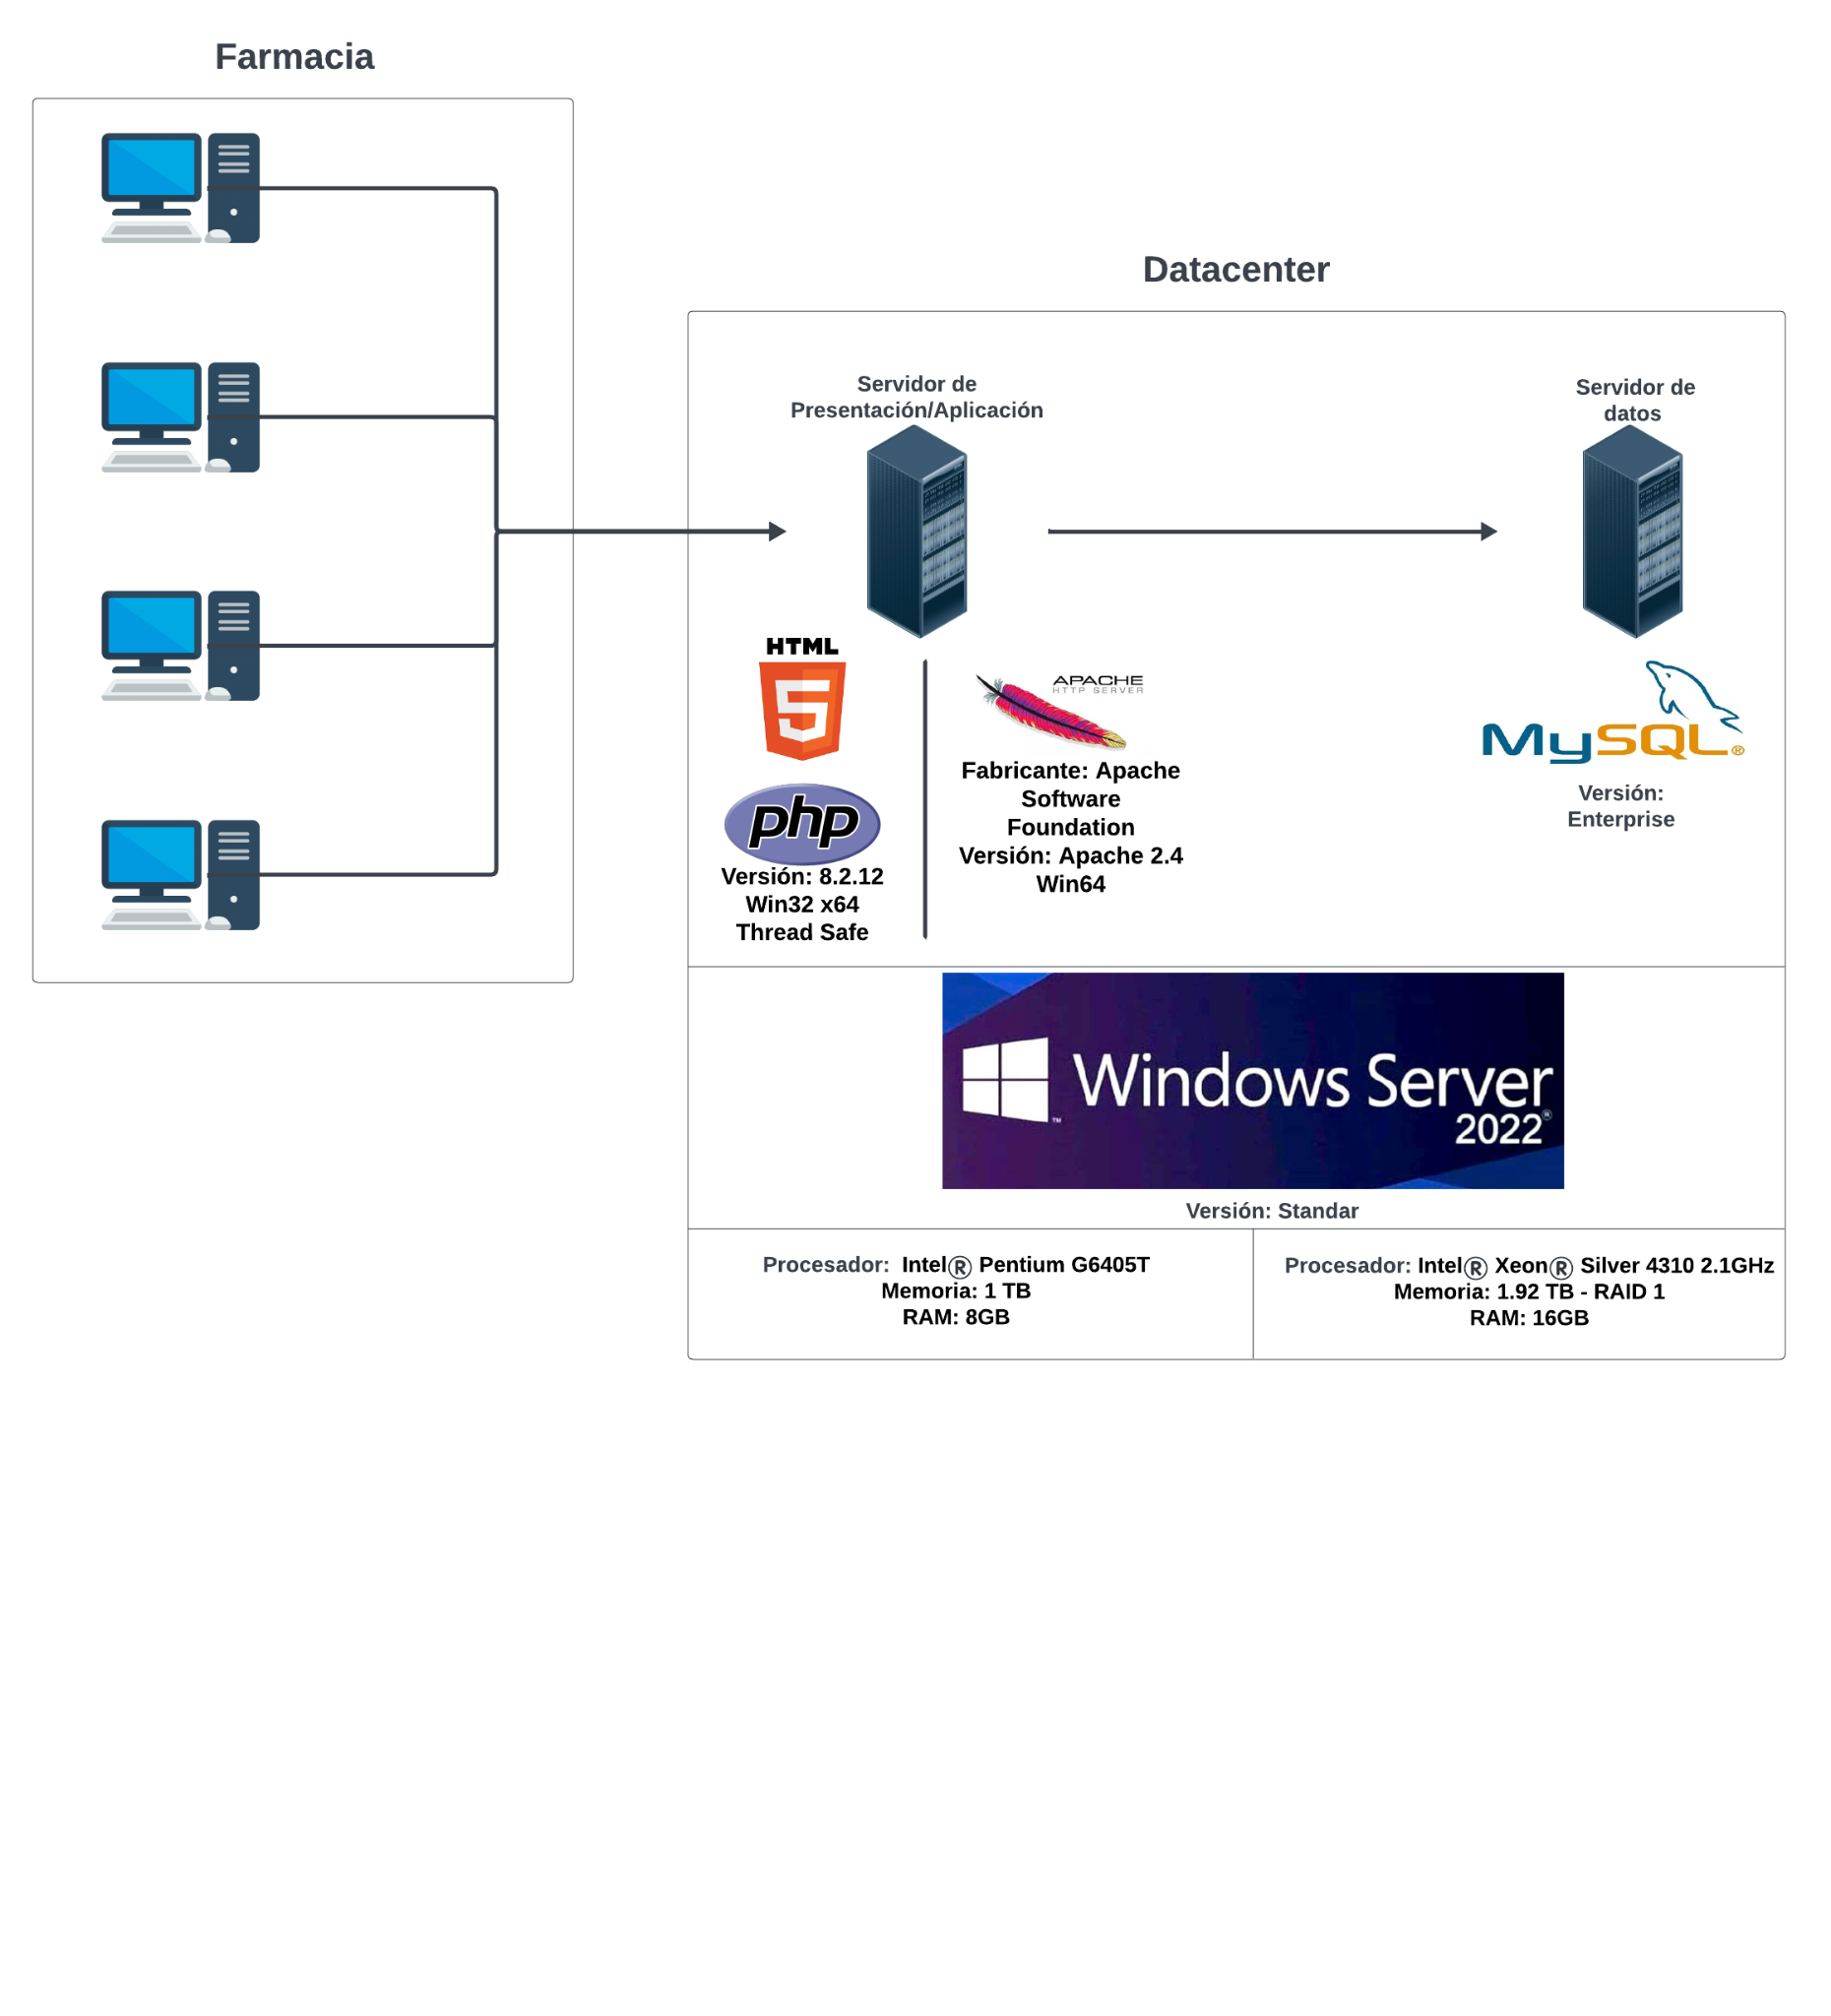 Farmacia
Datacenter
Servidor de
Presentación/Aplicación
Servidor de
datos
HTML
5
php
Versión: 8.2.12
Win32 x64
Thread Safe
APACHE
HTTP SERVER
Fabricante: Apache
Software
Foundation
Versión: Apache 2.4
Win64
MySQL®
Versión:
Enterprise
Windows Server
2022®
™
Versión: Standar
Procesador: Intel® Pentium G6405T
Memoria: 1 TB
RAM: 8GB
Procesador: Intel® Xeon® Silver 4310 2.1GHz
Memoria: 1.92 TB - RAID 1
RAM: 16GB